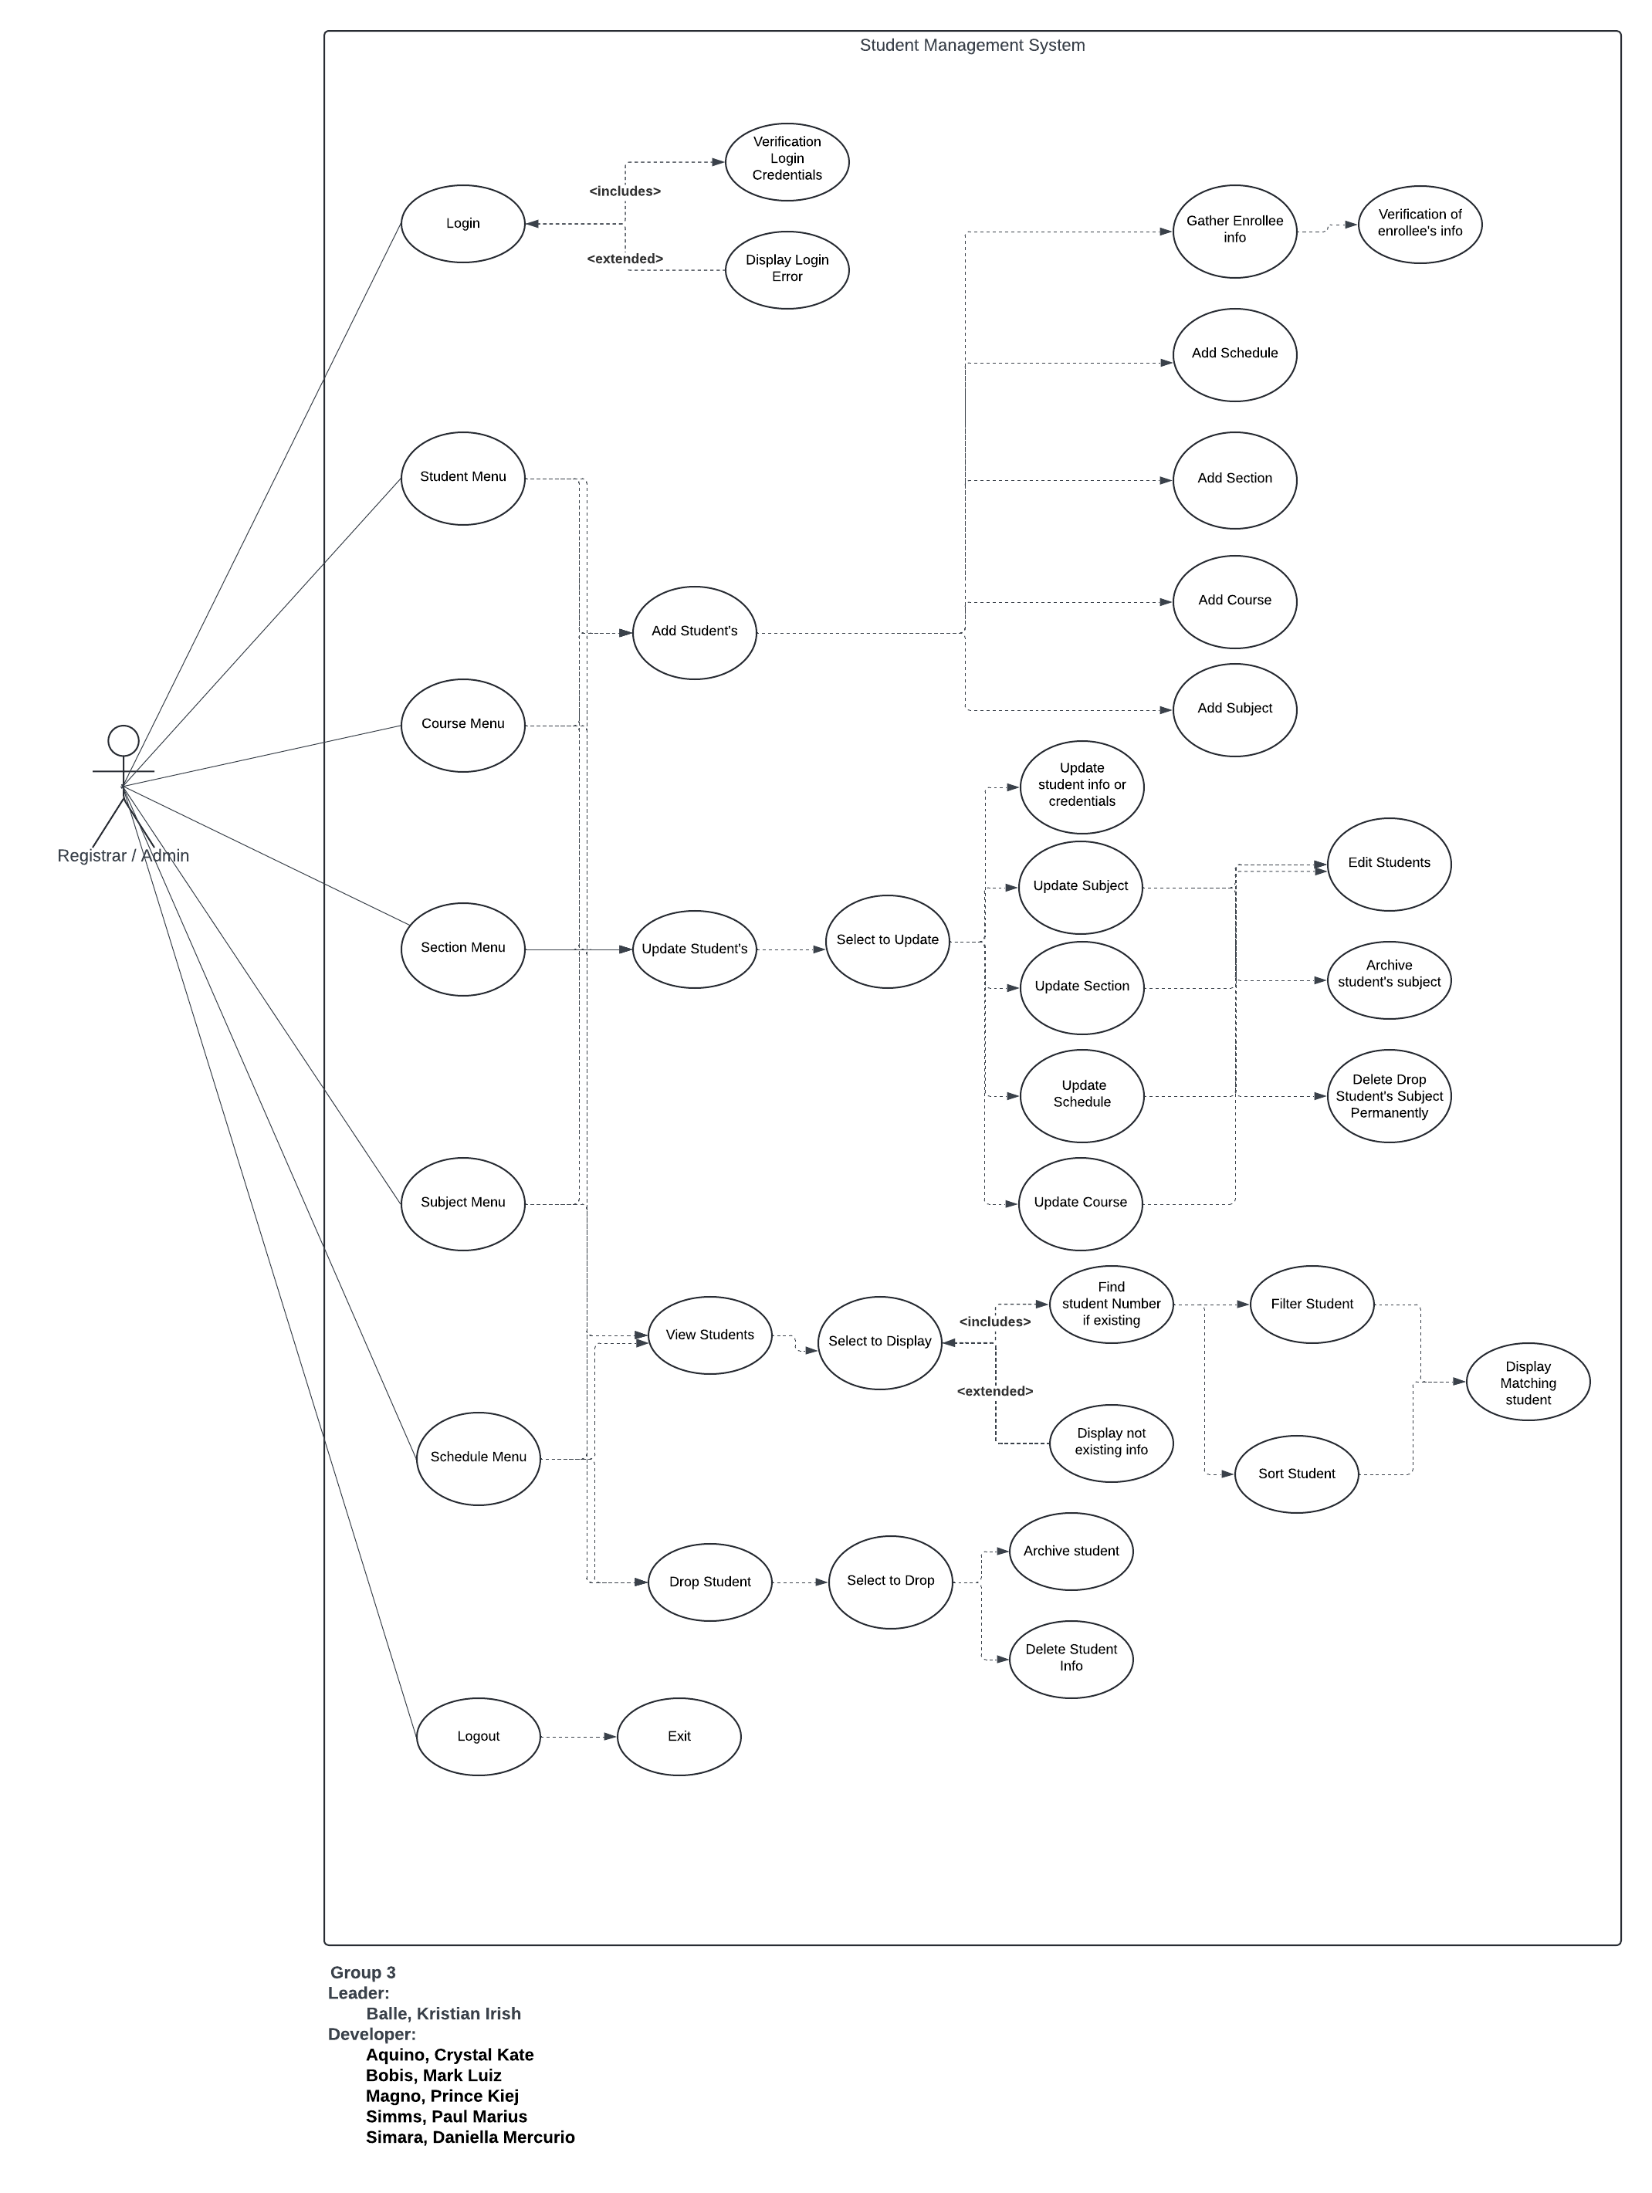 Student Management System
Verification
Login
Credentials
<includes>
Login
<extended>
Display Login
Error
Gather Enrollee
info
Verification of
enrollee's info
Add Schedule
Student Menu
Add Section
Add Student's
Add Course
Add Subject
Course Menu
Registrar / Admin
Update
student info or
credentials
Edit Students
Update Subject
Section Menu
Update Student's
Select to Update
Update Section
Archive
student's subject
Update
Schedule
Delete Drop
Student's Subject
Permanently
Subject Menu
Update Course
View Students
Select to Display
<includes>
<extended>
Find
student Number
if existing
Filter Student
Display
Matching
student
Display not
existing info
Sort Student
Schedule Menu
Drop Student
Select to Drop
Archive student
Delete Student
Info
Logout
Exit
Group 3
Leader:
Balle, Kristian Irish
Developer:
Aquino, Crystal Kate
Bobis, Mark Luiz
Magno, Prince Kiej
Simms, Paul Marius
Simara, Daniella Mercurio